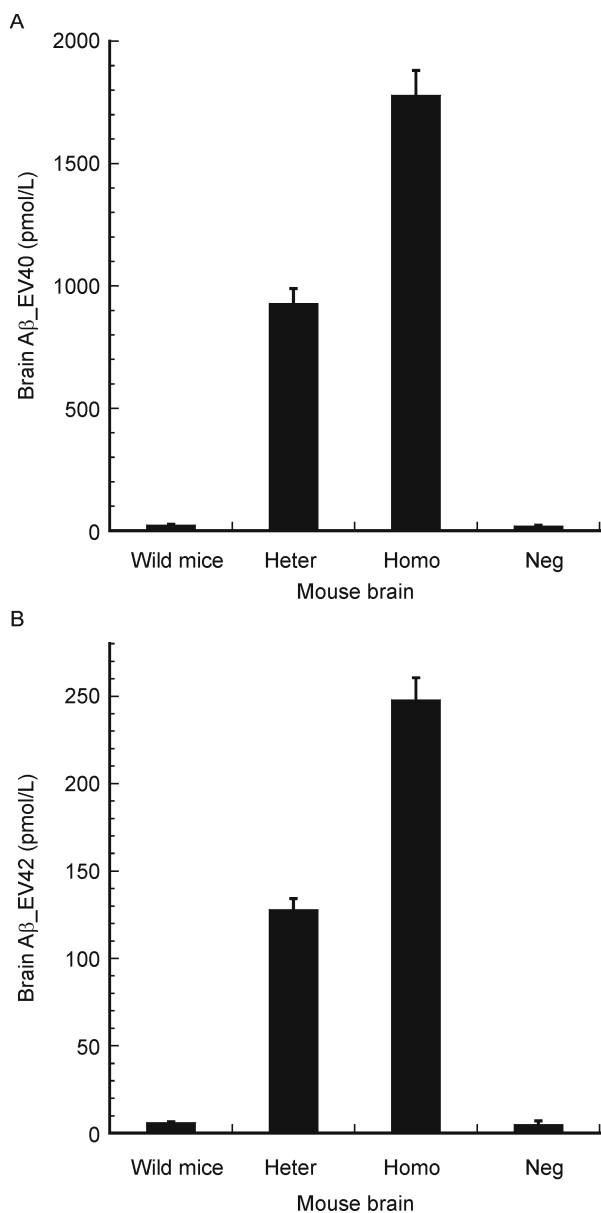 A
2000
1500
1000
500
0
Brain Aβ_EV40 (pmol/L)
Wild mice Heter Homo Neg
Mouse brain
B
250
200
150
100
50
0
Brain Aβ_EV42 (pmol/L)
Wild mice Heter Homo Neg
Mouse brain